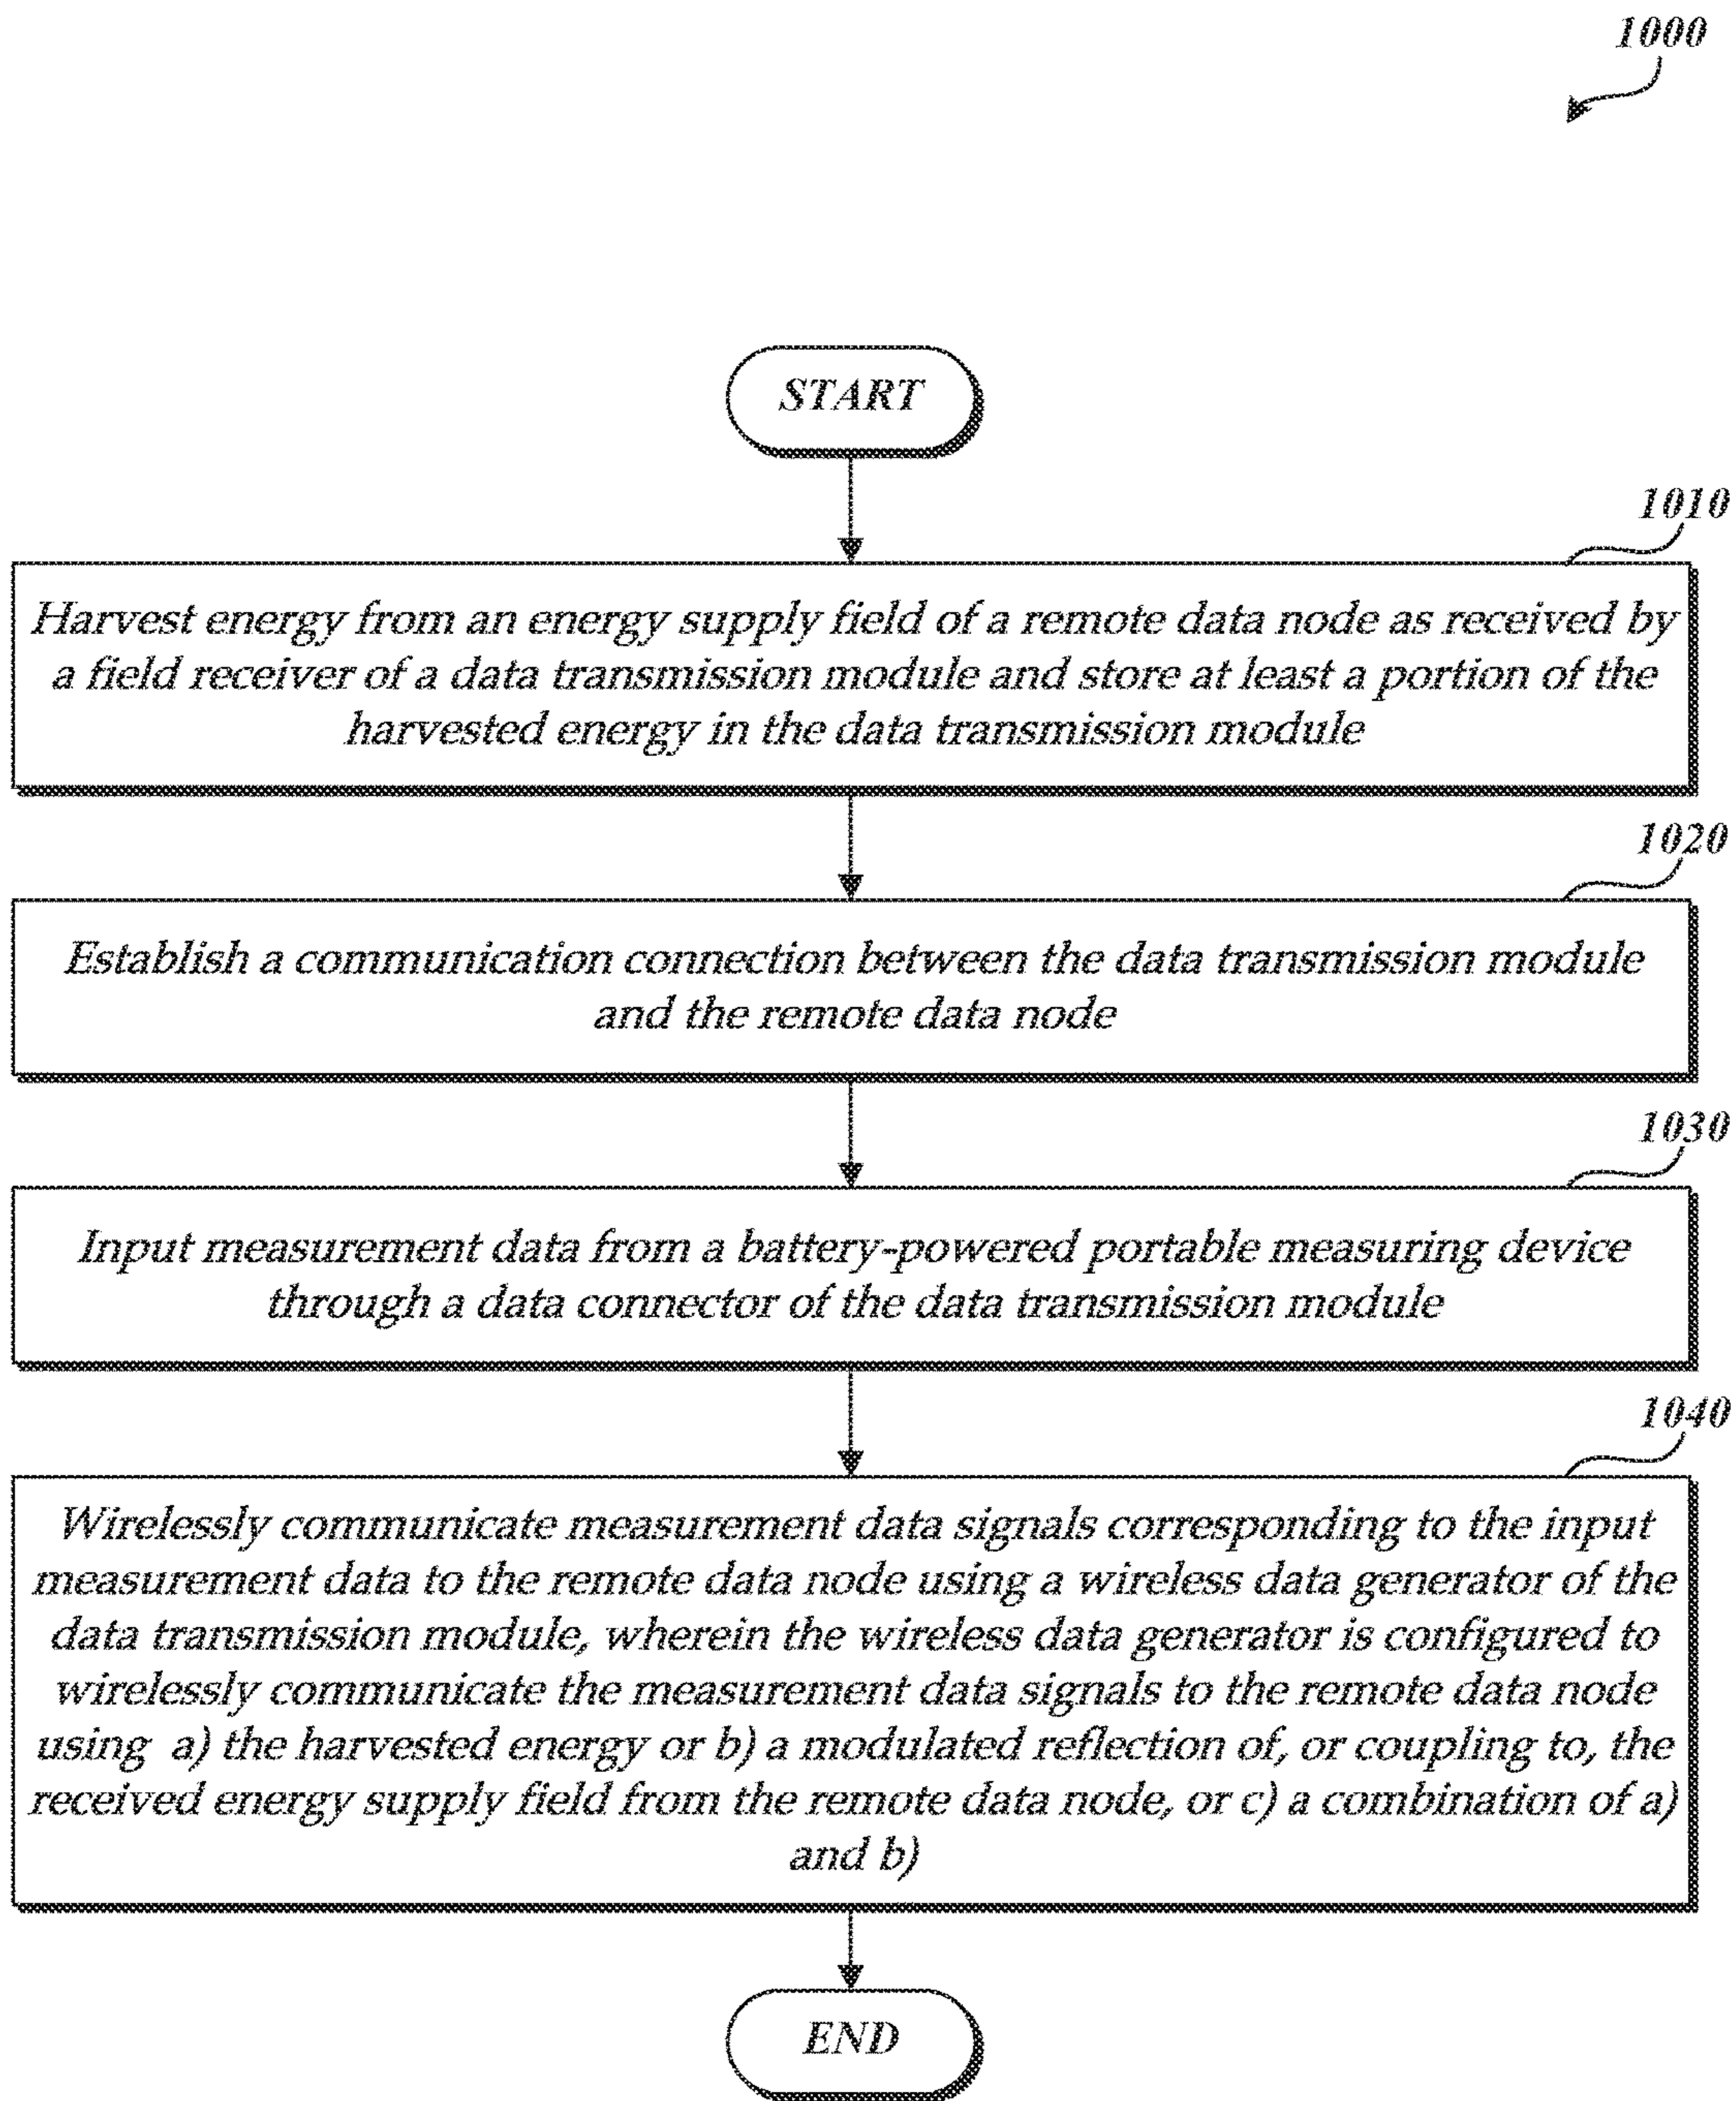 1000
START
1010
Harvest energy from an energy supply field of a remote data node as received by
a field receiver of a data transmission module and store at least a portion of the
harvested energy in the data transmission module
1020
Establish a communication connection between the data transmission module
and the remote data node
1030
Input measurement data from a battery-powered portable measuring device
through a data connector of the data transmission module
1040
Wirelessly communicate measurement data signals corresponding to the input
measurement data to the remote data node using a wireless data generator of the
data transmission module, wherein the wireless data generator is configured to
wirelessly communicate the measurement data signals to the remote data node
using a) the harvested energy or b) a modulated reflection of, or coupling to, the
received energy supply field from the remote data node, or c) a combination of a)
and b)
END